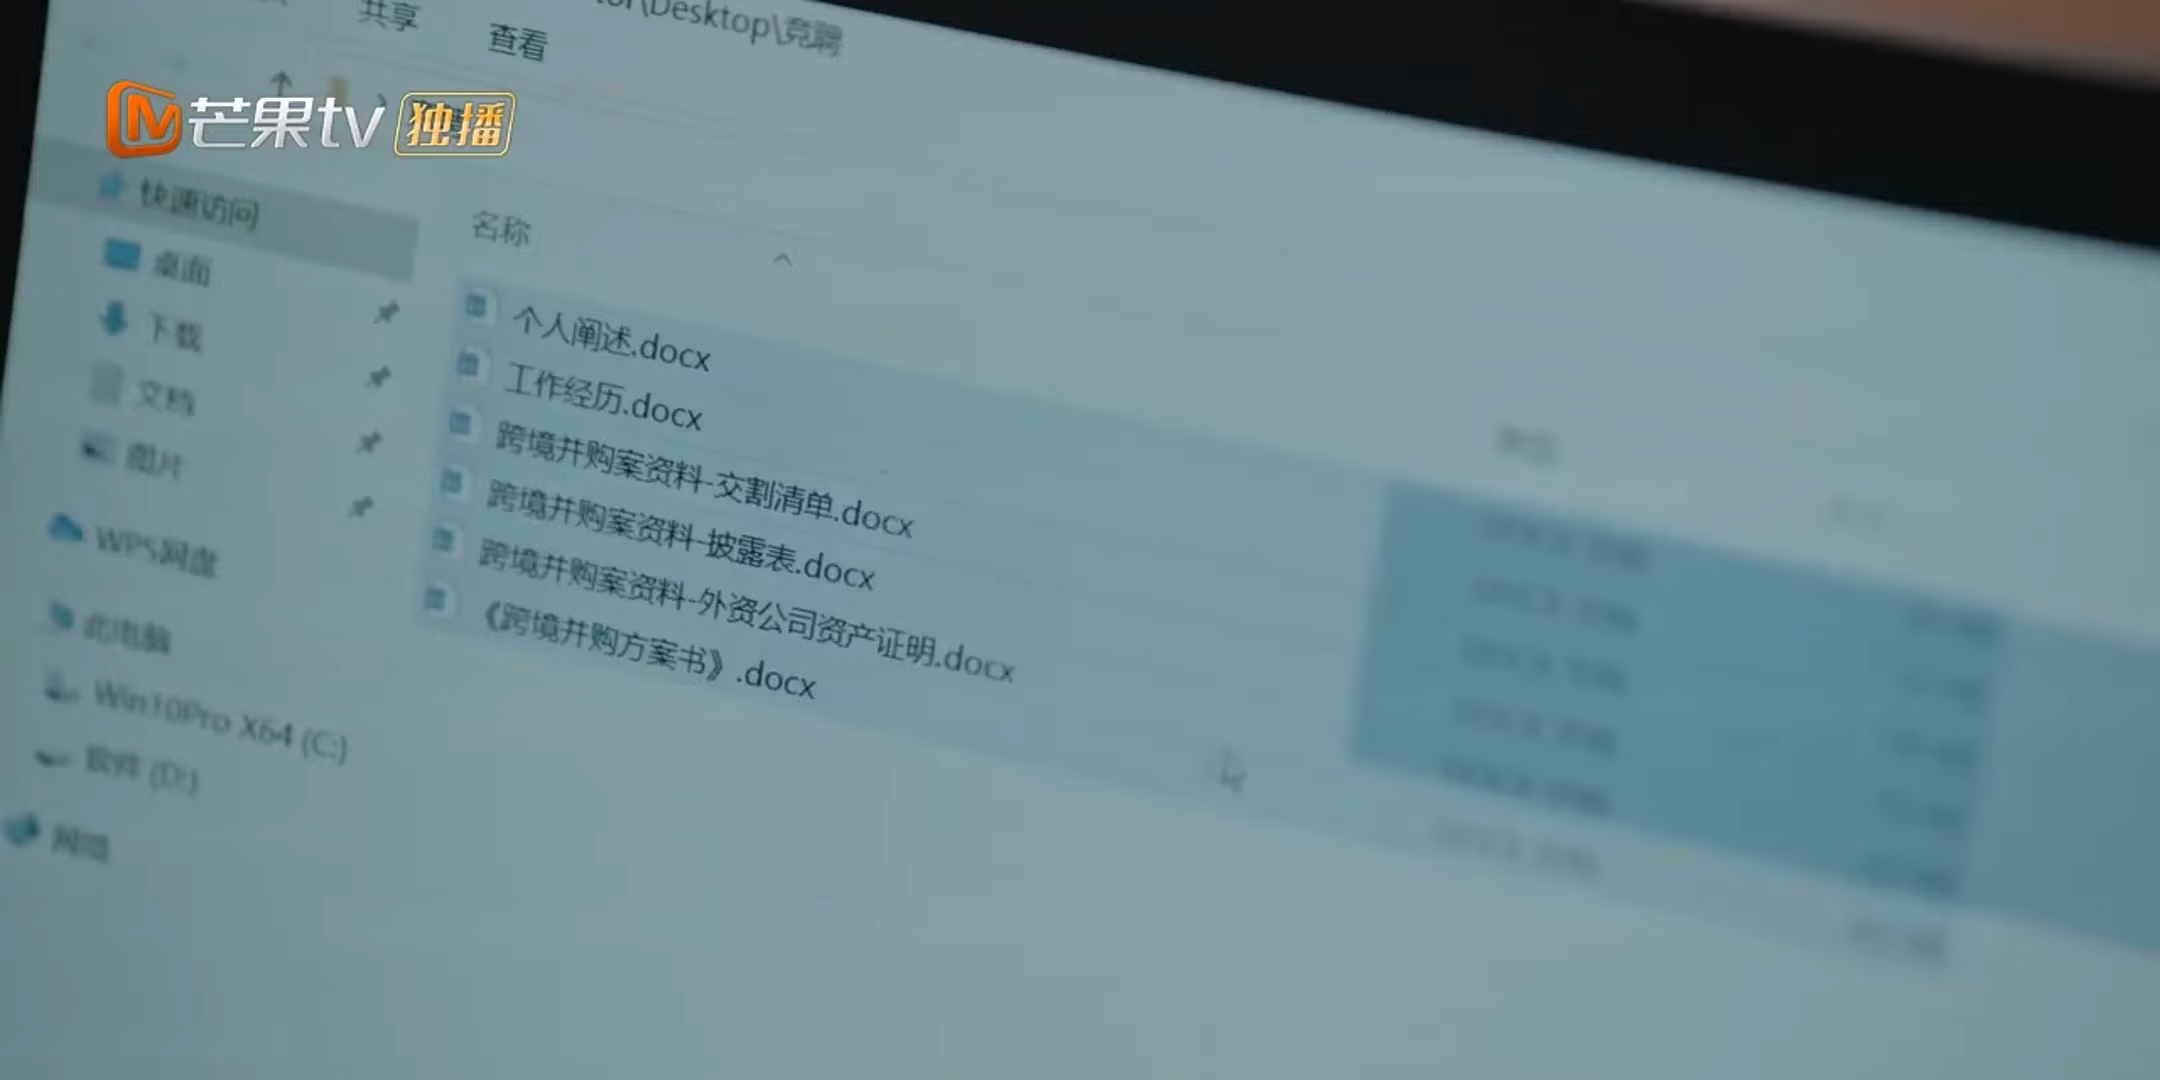 \Desktop\竞聘
共享
查看
芒果tv 独播
快速访问
桌面
下载
文档
图片
WPS网盘
此电脑
Win10Pro X64 (C:)
软件 (D:)
网络
名称
个人阐述.docx
工作经历.docx
跨境并购案资料-交割清单.docx
跨境并购案资料-披露表.docx
跨境并购案资料-外资公司资产证明.docx
《跨境并购方案书》.docx